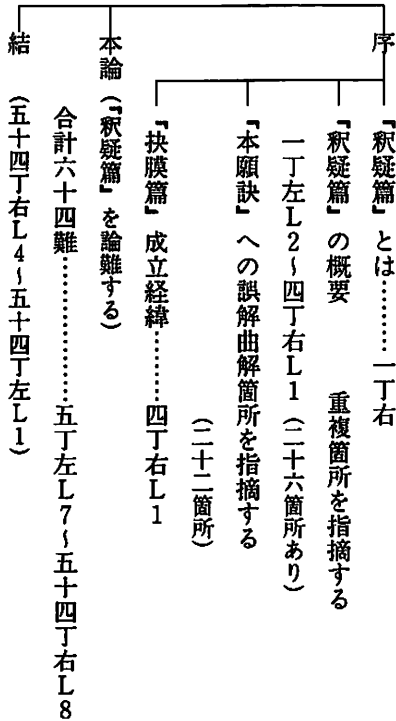 序
『釈疑篇』とは………一丁右
『釈疑篇』の概要　重複箇所を指摘する
一丁左L2〜四丁右L1（二十六箇所あり）
『本願訣』への誤解曲解箇所を指摘する
（二十二箇所）
『抉膜篇』成立経緯………四丁右L1
本論（『釈疑篇』を論難する）
合計六十四難………………五丁左L7〜五十四丁右L8
結　（五十四丁右L4〜五十四丁左L1）